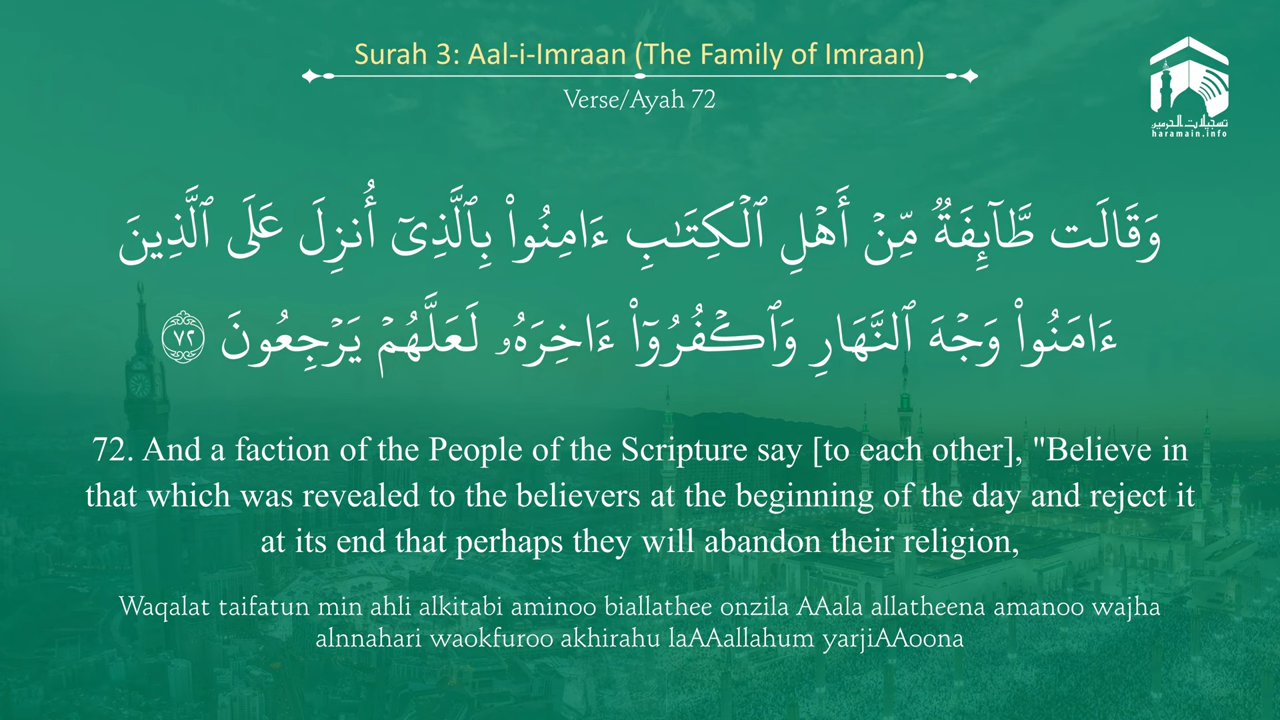 Surah 3: Aal-i-Imraan (The Family of Imraan)
Verse/Ayah 72
تسجيلات الحرمين
haramain.info
وَقَالَت طَّآئِفَةٌ مِّنْ أَهْلِ ٱلْكِتَـٰبِ ءَامِنُوا۟ بِٱلَّذِىٓ أُنزِلَ عَلَى ٱلَّذِينَ
ءَامَنُوا۟ وَجْهَ ٱلنَّهَارِ وَٱكْفُرُوٓا۟ ءَاخِرَهُۥ لَعَلَّهُمْ يَرْجِعُونَ ٧٢
72. And a faction of the People of the Scripture say [to each other], "Believe in
that which was revealed to the believers at the beginning of the day and reject it
at its end that perhaps they will abandon their religion,
Waqalat taifatun min ahli alkitabi aminoo biallathee onzila AAala allatheena amanoo wajha
alnnahari waokfuroo akhirahu laAAallahum yarjiAAoona